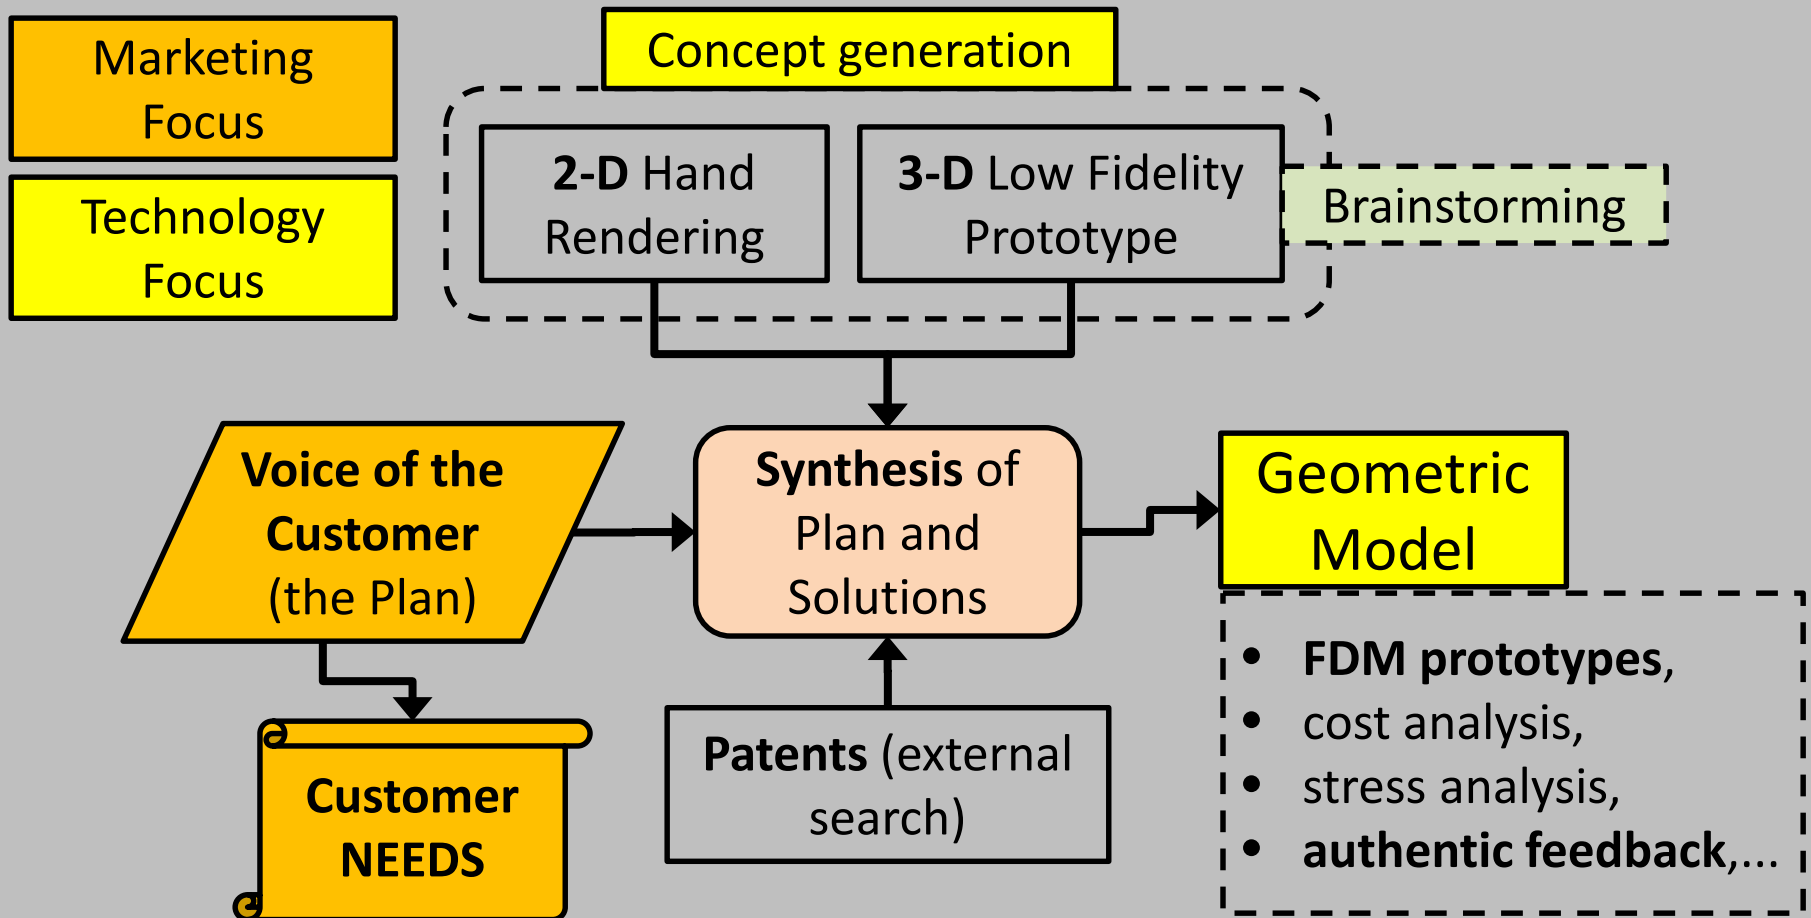 Marketing
Focus
Technology
Focus
Concept generation
2-D Hand
Rendering
3-D Low Fidelity
Prototype
Brainstorming
Voice of the
Customer
(the Plan)
Synthesis of
Plan and
Solutions
Geometric
Model
Customer
NEEDS
Patents (external
search)
• FDM prototypes,
• cost analysis,
• stress analysis,
• authentic feedback,...